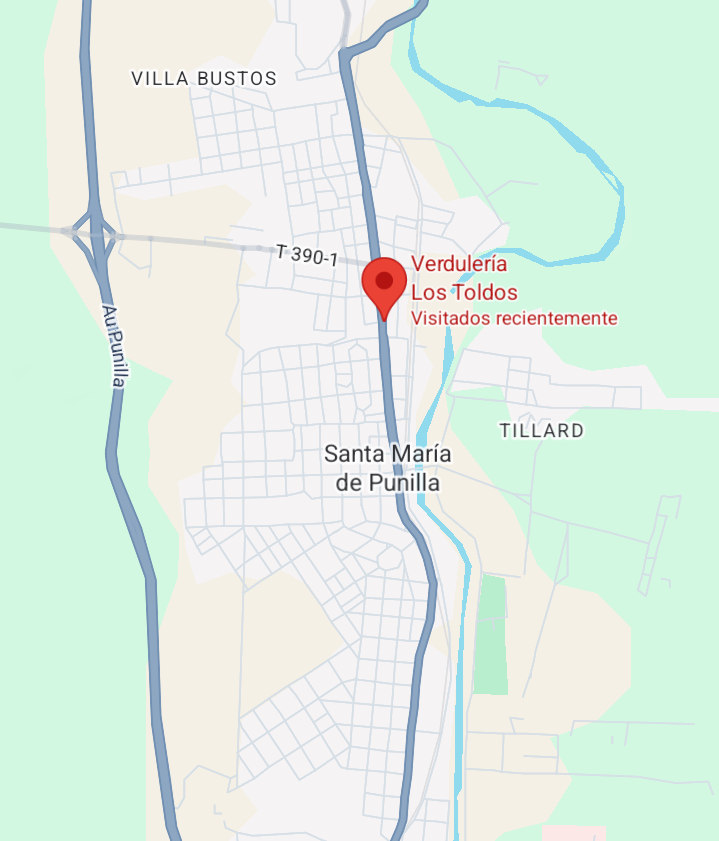 VILLA BUSTOS
T 390-1
Verdulería
Los Toldos
Visitados recientemente
Au. Punilla
TILLARD
Santa María
de Punilla